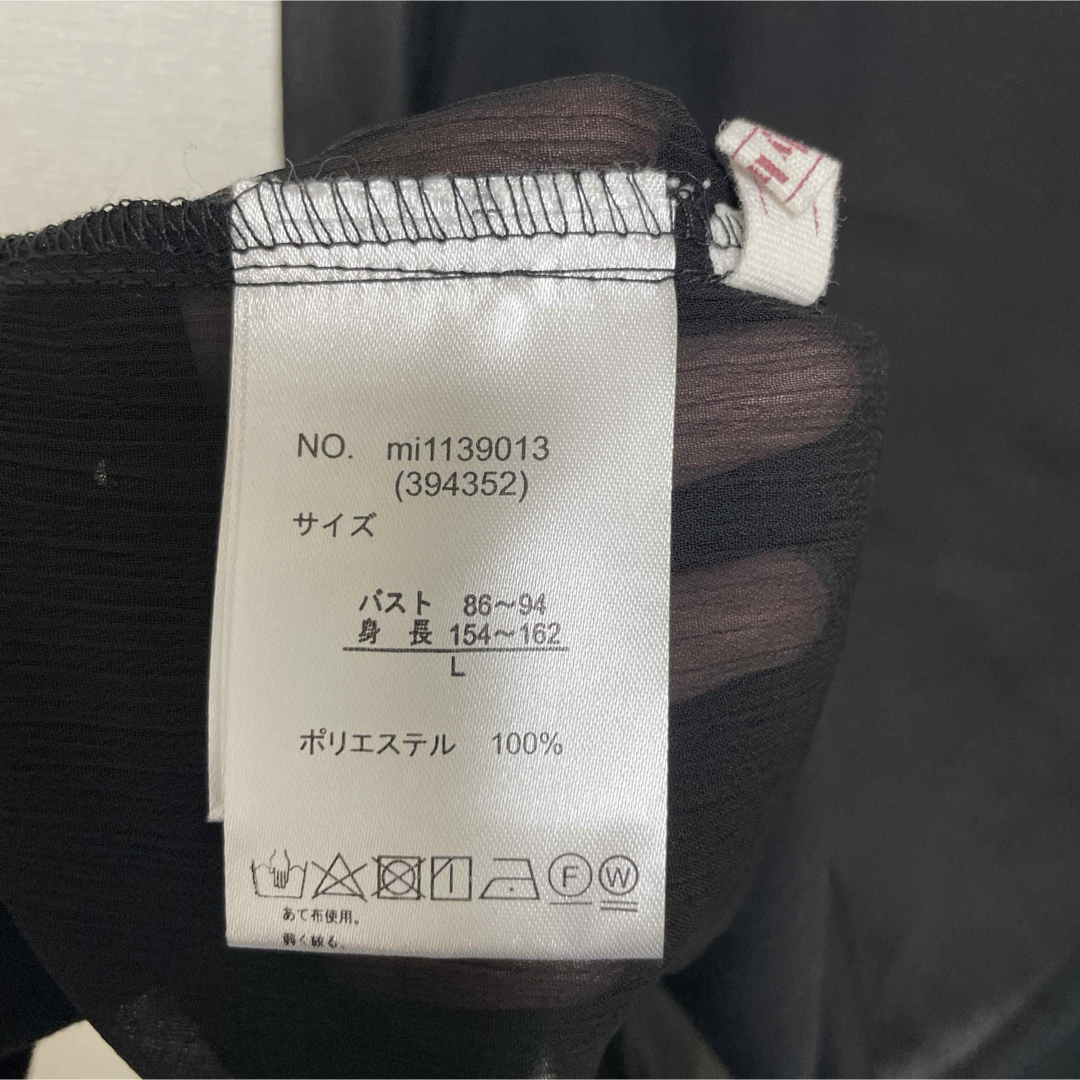 NO. mi1139013
(394352)
サイズ
バスト 86～94
身長 154～162
L
ポリエステル 100%
F W
あて布使用。
弱く絞る。